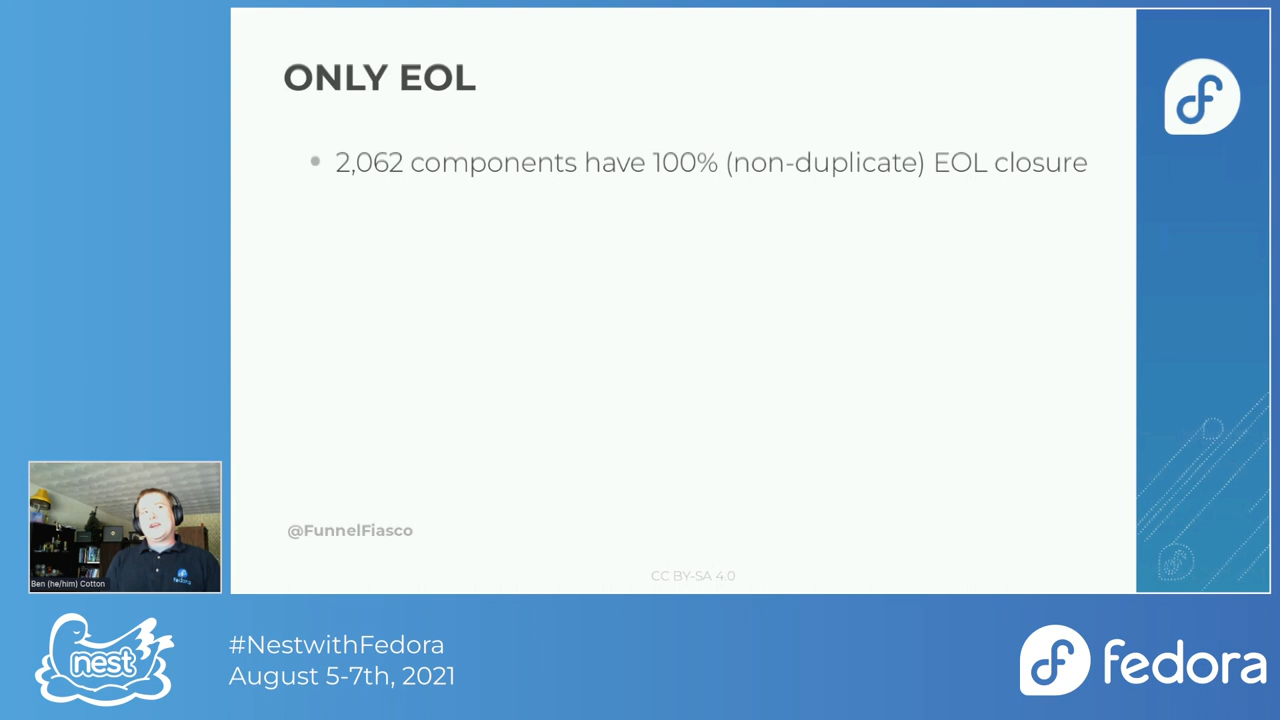 ONLY EOL
2,062 components have 100% (non-duplicate) EOL closure
@FunnelFiasco
CC BY-SA 4.0
fedora
Ben (he/him) Cotton
nest
#NestwithFedora
August 5-7th, 2021
fedora